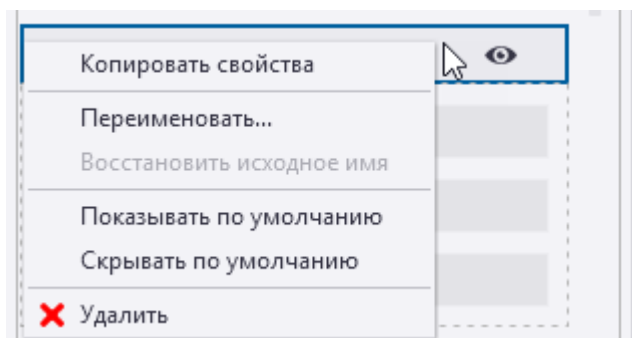 Копировать свойства
Переименовать...
Восстановить исходное имя
Показывать по умолчанию
Скрывать по умолчанию
Удалить